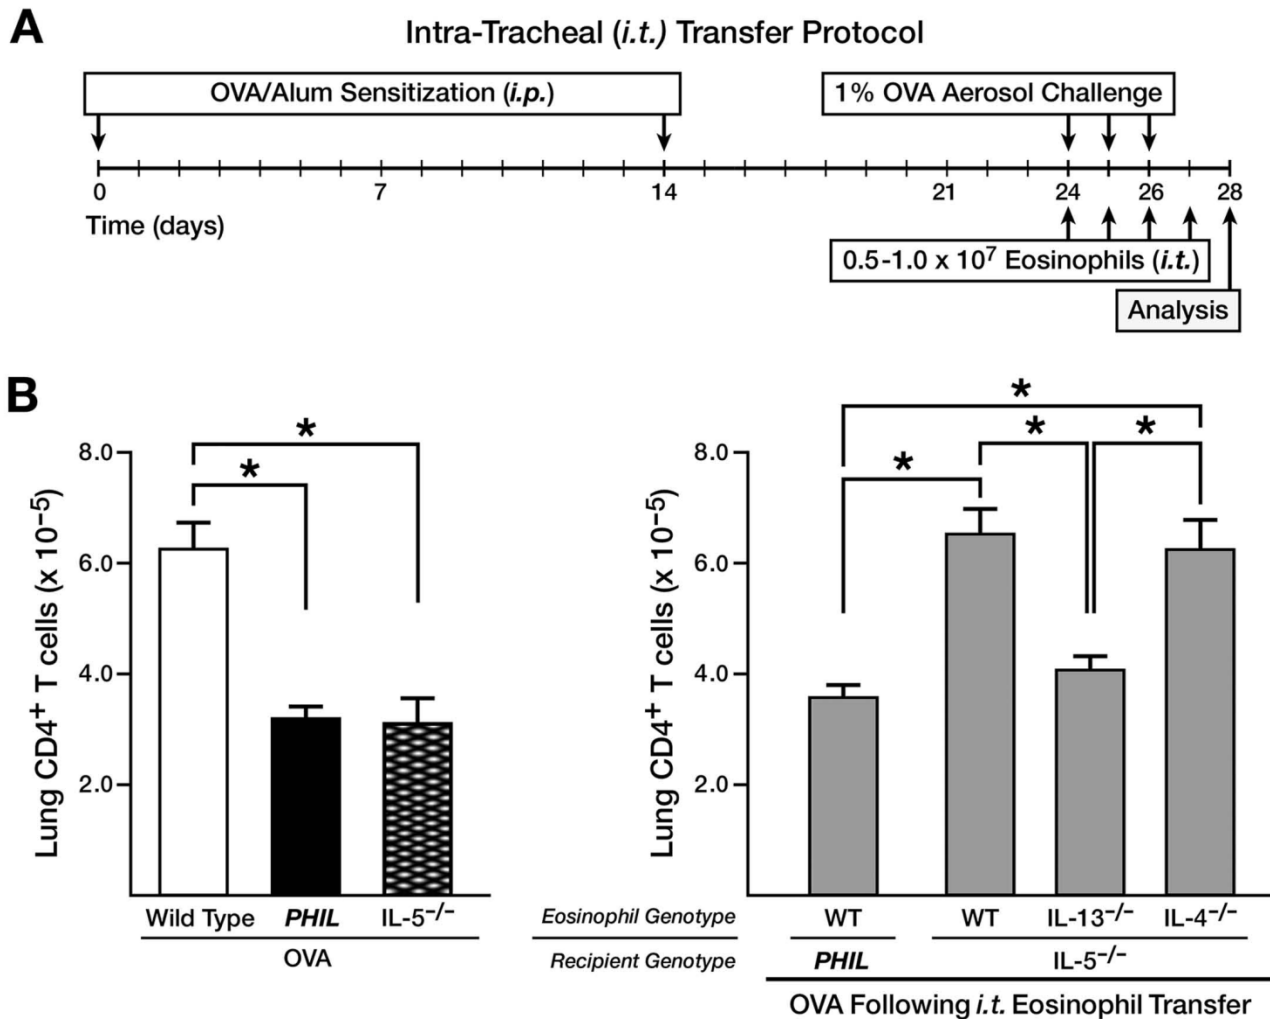 A
Intra-Tracheal (i.t.) Transfer Protocol
OVA/Alum Sensitization (i.p.)
1% OVA Aerosol Challenge
0 7 14 21 24 26 28
Time (days)
0.5-1.0 x 10⁷ Eosinophils (i.t.)
Analysis
B
Lung CD4⁺ T cells (x 10⁻⁵)
8.0
6.0
4.0
2.0
* *
Wild Type PHIL IL-5⁻/⁻
OVA
Lung CD4⁺ T cells (x 10⁻⁵)
8.0
6.0
4.0
2.0
* * * *
Eosinophil Genotype WT WT IL-13⁻/⁻ IL-4⁻/⁻
Recipient Genotype PHIL IL-5⁻/⁻
OVA Following i.t. Eosinophil Transfer